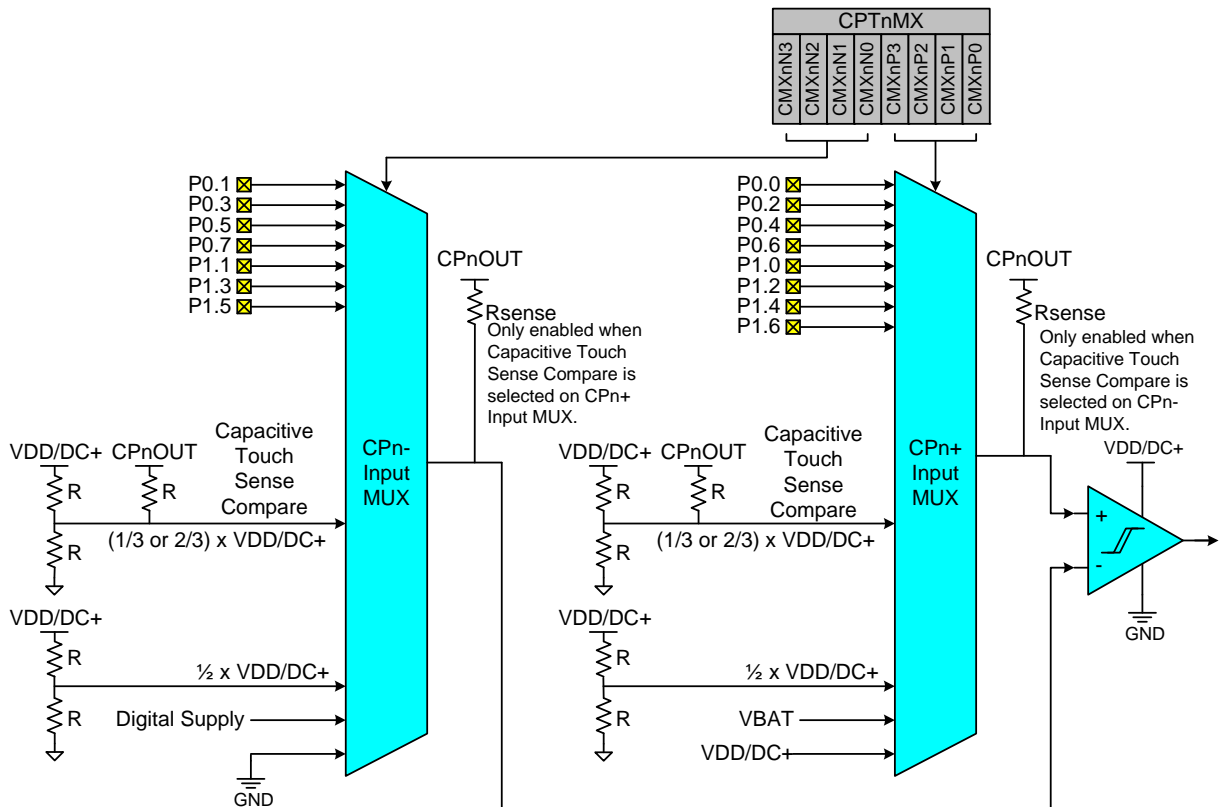 CPTnMX
CMXnN3
CMXnN2
CMXnN1
CMXnN0
CMXnP3
CMXnP2
CMXnP1
CMXnP0
P0.1
P0.3
P0.5
P0.7
P1.1
P1.3
P1.5
CPnOUT
Rsense
Only enabled when
Capacitive Touch
Sense Compare is
selected on CPn+
Input MUX.
VDD/DC+
CPnOUT
R
R
R
Capacitive
Touch
Sense
Compare
(1/3 or 2/3) x VDD/DC+
CPn-
Input
MUX
VDD/DC+
R
R
½ x VDD/DC+
Digital Supply
GND
P0.0
P0.2
P0.4
P0.6
P1.0
P1.2
P1.4
P1.6
CPnOUT
Rsense
Only enabled when
Capacitive Touch
Sense Compare is
selected on CPn-
Input MUX.
VDD/DC+
CPnOUT
R
R
R
Capacitive
Touch
Sense
Compare
(1/3 or 2/3) x VDD/DC+
CPn+
Input
MUX
VDD/DC+
R
R
½ x VDD/DC+
VBAT
VDD/DC+
VDD/DC+
+
-
GND